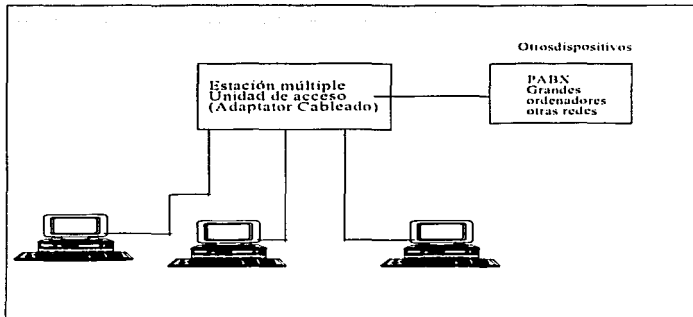 Otrosdispositivos
Estación múltiple
Unidad de acceso
(Adaptator Cableado)
PABX
Grandes
ordenadores
otras redes